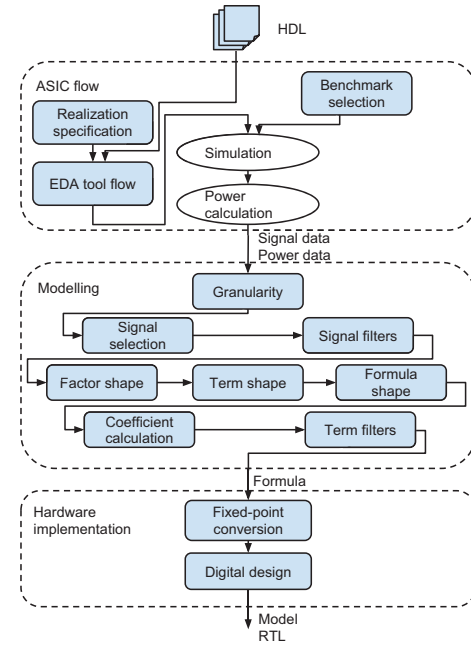 HDL
ASIC flow
Benchmark
selection
Realization
specification
Simulation
EDA tool flow
Power
calculation
Signal data
Power data
Modelling
Granularity
Signal
selection
Signal filters
Factor shape
Term shape
Formula
shape
Coefficient
calculation
Term filters
Formula
Hardware
implementation
Fixed-point
conversion
Digital design
Model
RTL